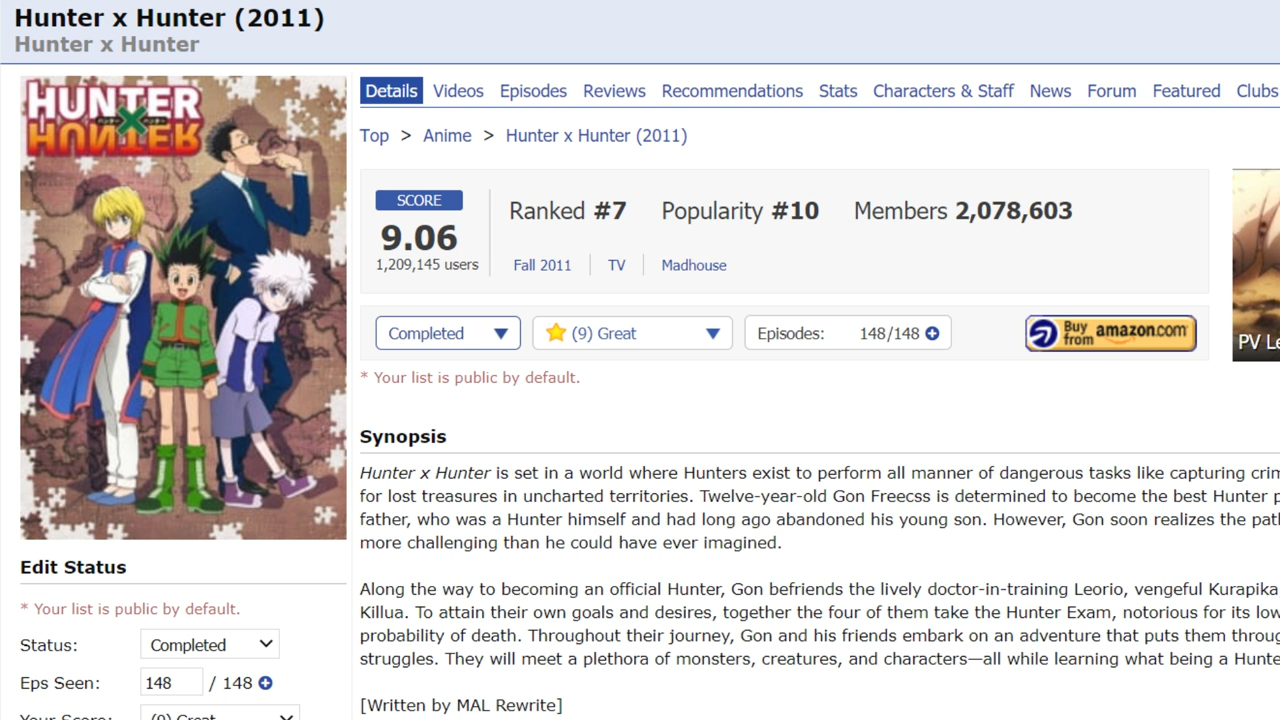 Hunter x Hunter (2011)
Hunter x Hunter
HUNTER
HUNTER
Details Videos Episodes Reviews Recommendations Stats Characters & Staff News Forum Featured Clubs
Top > Anime > Hunter x Hunter (2011)
SCORE
9.06
1,209,145 users
Ranked #7 Popularity #10 Members 2,078,603
Fall 2011 TV Madhouse
Completed (9) Great Episodes: 148/148
Buy from amazon.com
PV
* Your list is public by default.
Synopsis
Hunter x Hunter is set in a world where Hunters exist to perform all manner of dangerous tasks like capturing
for lost treasures in uncharted territories. Twelve-year-old Gon Freecss is determined to become the best Hunter
father, who was a Hunter himself and had long ago abandoned his young son. However, Gon soon realizes the
more challenging than he could have ever imagined.
Along the way to becoming an official Hunter, Gon befriends the lively doctor-in-training Leorio, vengeful Kurapika
Killua. To attain their own goals and desires, together the four of them take the Hunter Exam, notorious for its
probability of death. Throughout their journey, Gon and his friends embark on an adventure that puts them
struggles. They will meet a plethora of monsters, creatures, and characters—all while learning what being a
[Written by MAL Rewrite]
Edit Status
* Your list is public by default.
Status: Completed
Eps Seen: 148 / 148
Your Score: (9) Great